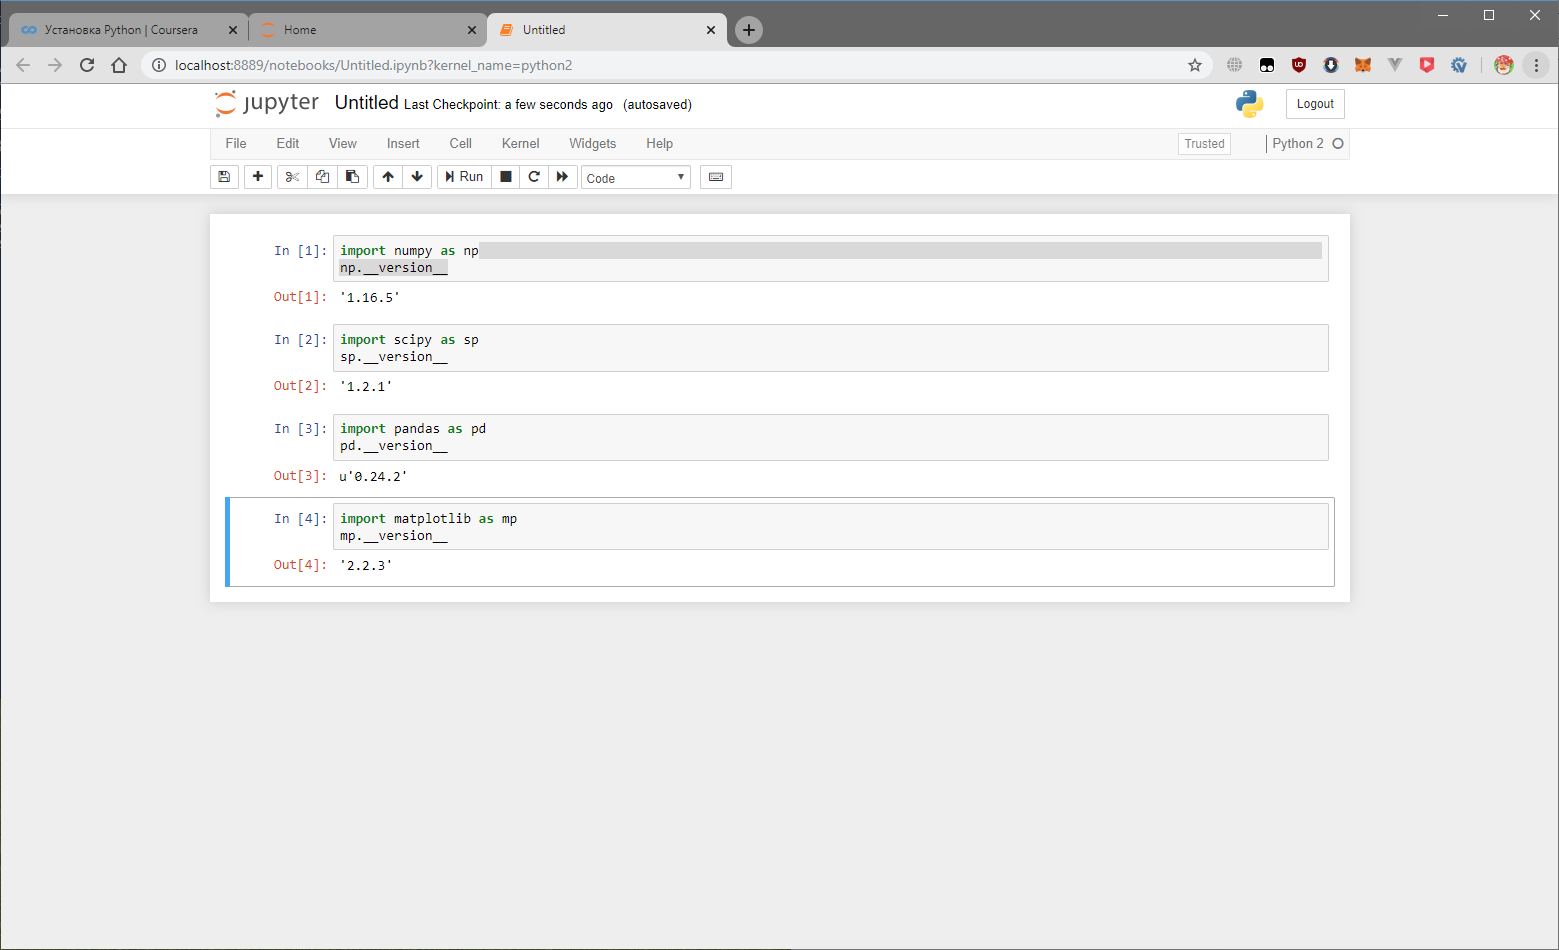 Установка Python | Coursera
Home
Untitled
localhost:8889/notebooks/Untitled.ipynb?kernel_name=python2
jupyter Untitled Last Checkpoint: a few seconds ago (autosaved)
Logout
File Edit View Insert Cell Kernel Widgets Help
Trusted
Python 2
Run
Code
In [1]: import numpy as np
np.__version__
Out[1]: '1.16.5'
In [2]: import scipy as sp
sp.__version__
Out[2]: '1.2.1'
In [3]: import pandas as pd
pd.__version__
Out[3]: u'0.24.2'
In [4]: import matplotlib as mp
mp.__version__
Out[4]: '2.2.3'